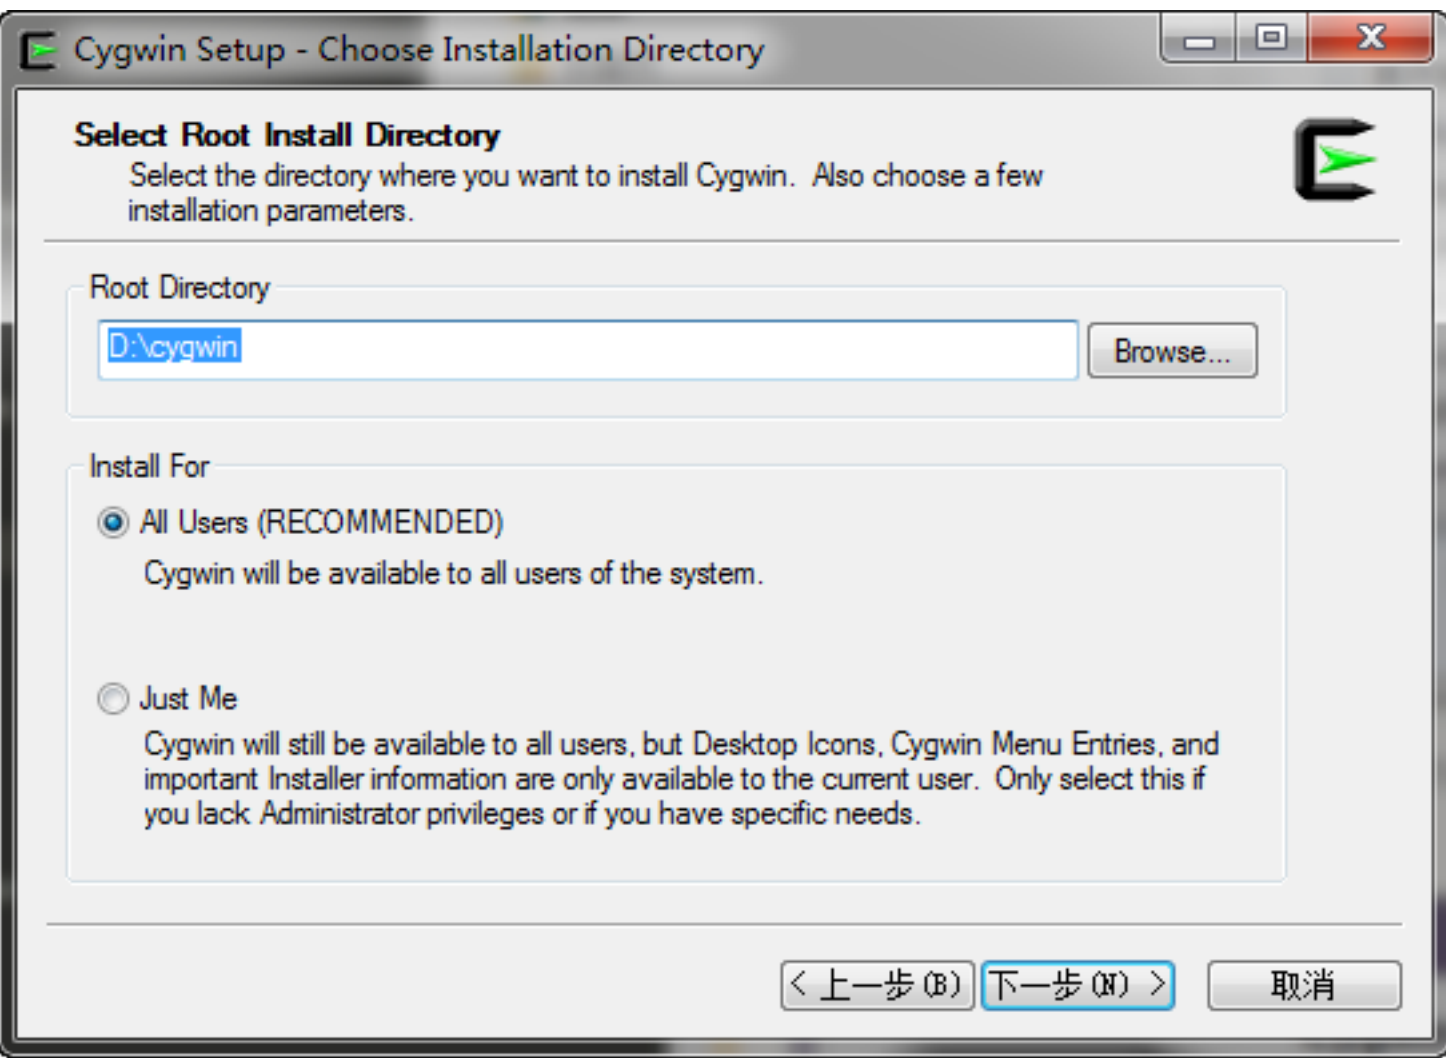 Cygwin Setup - Choose Installation Directory
Select Root Install Directory
Select the directory where you want to install Cygwin. Also choose a few
installation parameters.
Root Directory
D:\cygwin
Browse...
Install For
All Users (RECOMMENDED)
Cygwin will be available to all users of the system.
Just Me
Cygwin will still be available to all users, but Desktop Icons, Cygwin Menu Entries, and
important Installer information are only available to the current user. Only select this if
you lack Administrator privileges or if you have specific needs.
< 上一步(B) 下一步(N) > 取消